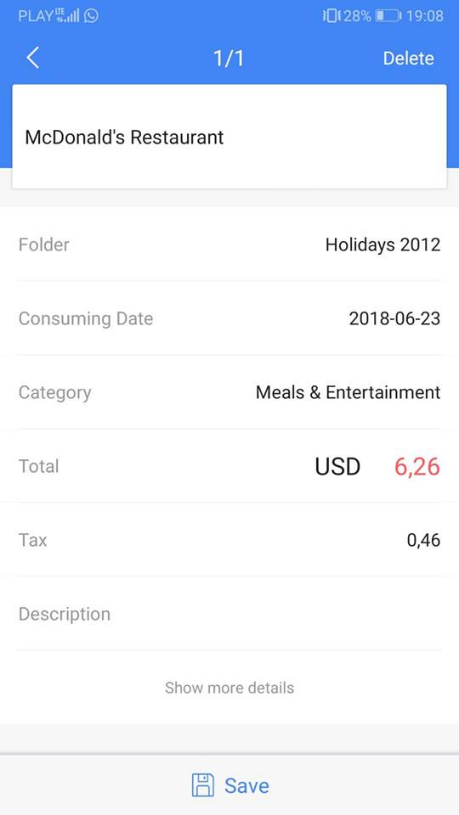 PLAY LTE 28% 19:08
1/1 Delete
McDonald's Restaurant
Folder Holidays 2012
Consuming Date 2018-06-23
Category Meals & Entertainment
Total USD 6,26
Tax 0,46
Description
Show more details
Save